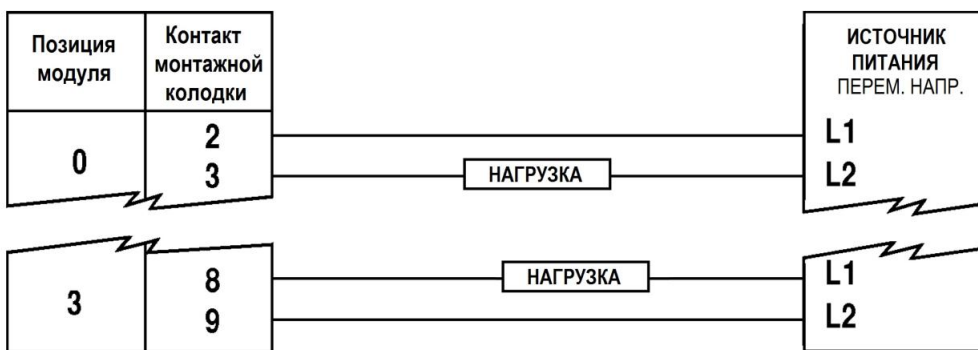 Позиция
модуля
Контакт
монтажной
колодки
ИСТОЧНИК
ПИТАНИЯ
ПЕРЕМ. НАПР.
0
2
L1
3
НАГРУЗКА
L2
3
8
НАГРУЗКА
L1
9
L2